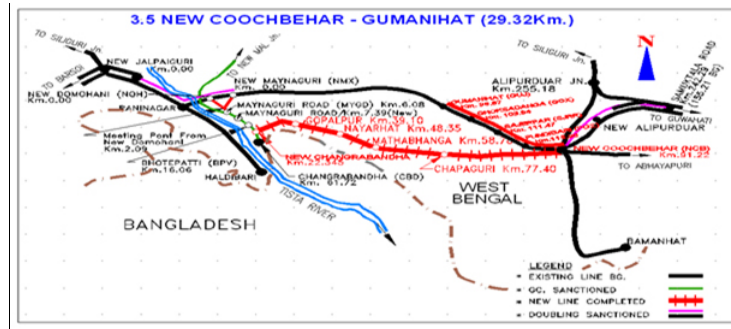 3.5 NEW COOCHBEHAR - GUMANIHAT (29.32Km.)
TO SILIGURI Jn.
TO NEW MAL Jn.
TO SILIGURI Jn.
N
NEW JALPAIGURI
Km.0.00
NEW DOMOHANI (NQH)
Km.0.00
RANINAGAR
NEW MAYNAGURI (NMX)
Km. 0.00
MAYNAGURI ROAD (MYGD) Km.6.08
MAYNAGURI ROAD/Km.7.39(New)
ALIPURDUAR JN.
Km.255.18
GOPALPUR Km.39.10
NAYARHAT Km.48.35
MATHABHANGA Km.58.
Meeting Pont From
New Domohani
Km.2.09
BHOTEPATTI (BPV)
Km.16.06
NEW CHANGRABANDHA
Km. 22.345
HALDIBARI
CHANGRABANDHA (CBD)
Km. 61.72
CHAPAGURI Km.77.40
NEW ALIPURDUAR
TO GUWAHATI
NEW COOCHBEHAR (NCB)
Km.91.22
TO ABHAYAPURI
WEST
BENGAL
BANGLADESH
TISTA RIVER
BAMANHAT
LEGEND
EXISTING LINE BG.
GC. SANCTIONED
NEW LINE COMPLETED
DOUBLING SANCTIONED